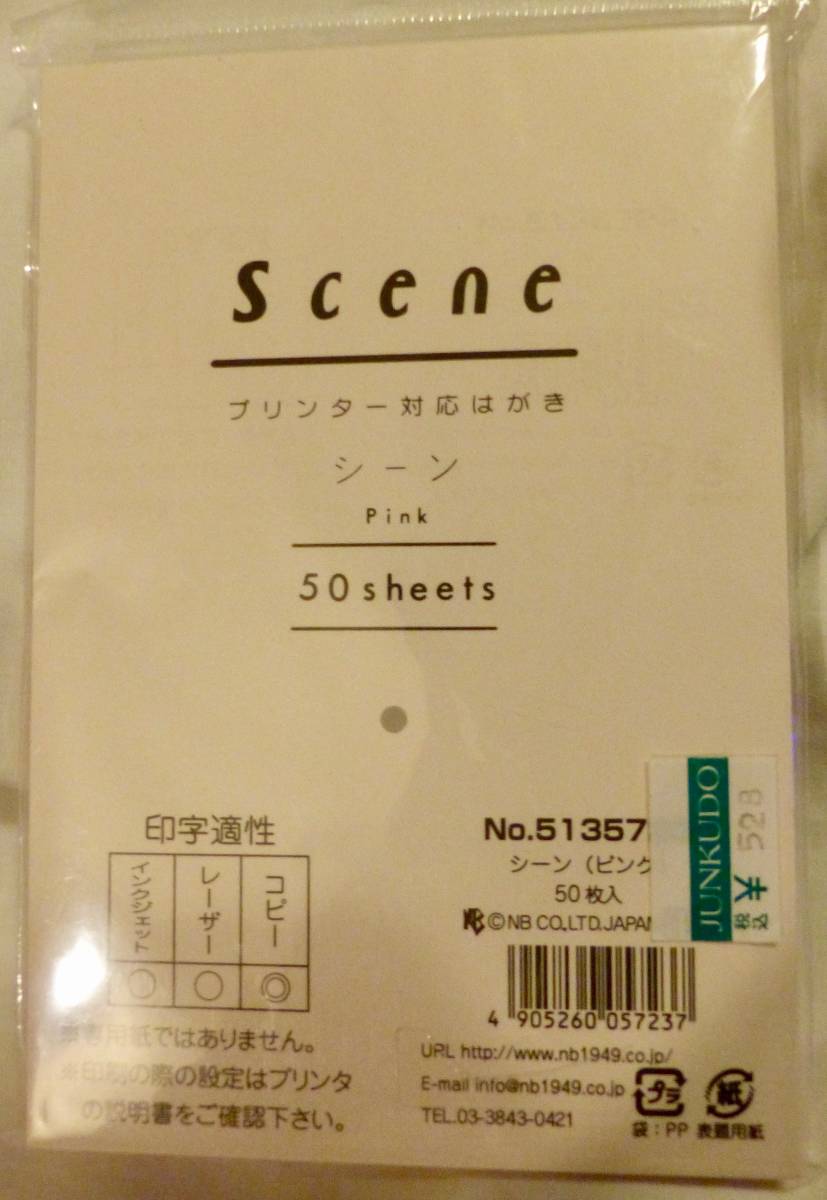 Scene
プリンター対応はがき
シーン
Pink
50 sheets
印字適性
インクジェット レーザー コピー
○ ○ ◎
用紙ではありません。
※印刷の際の設定はプリンタ
の説明書をご確認下さい。
No.51357
シーン（ピンク
50枚入
NB ©NB CO.,LTD.JAPAN
4 905260 057237
URL http://www.nb1949.co.jp/
E-mail info@nb1949.co.jp
TEL.03-3843-0421
プラ
袋：PP
紙
表題用紙
JUNKUDO
528
税込